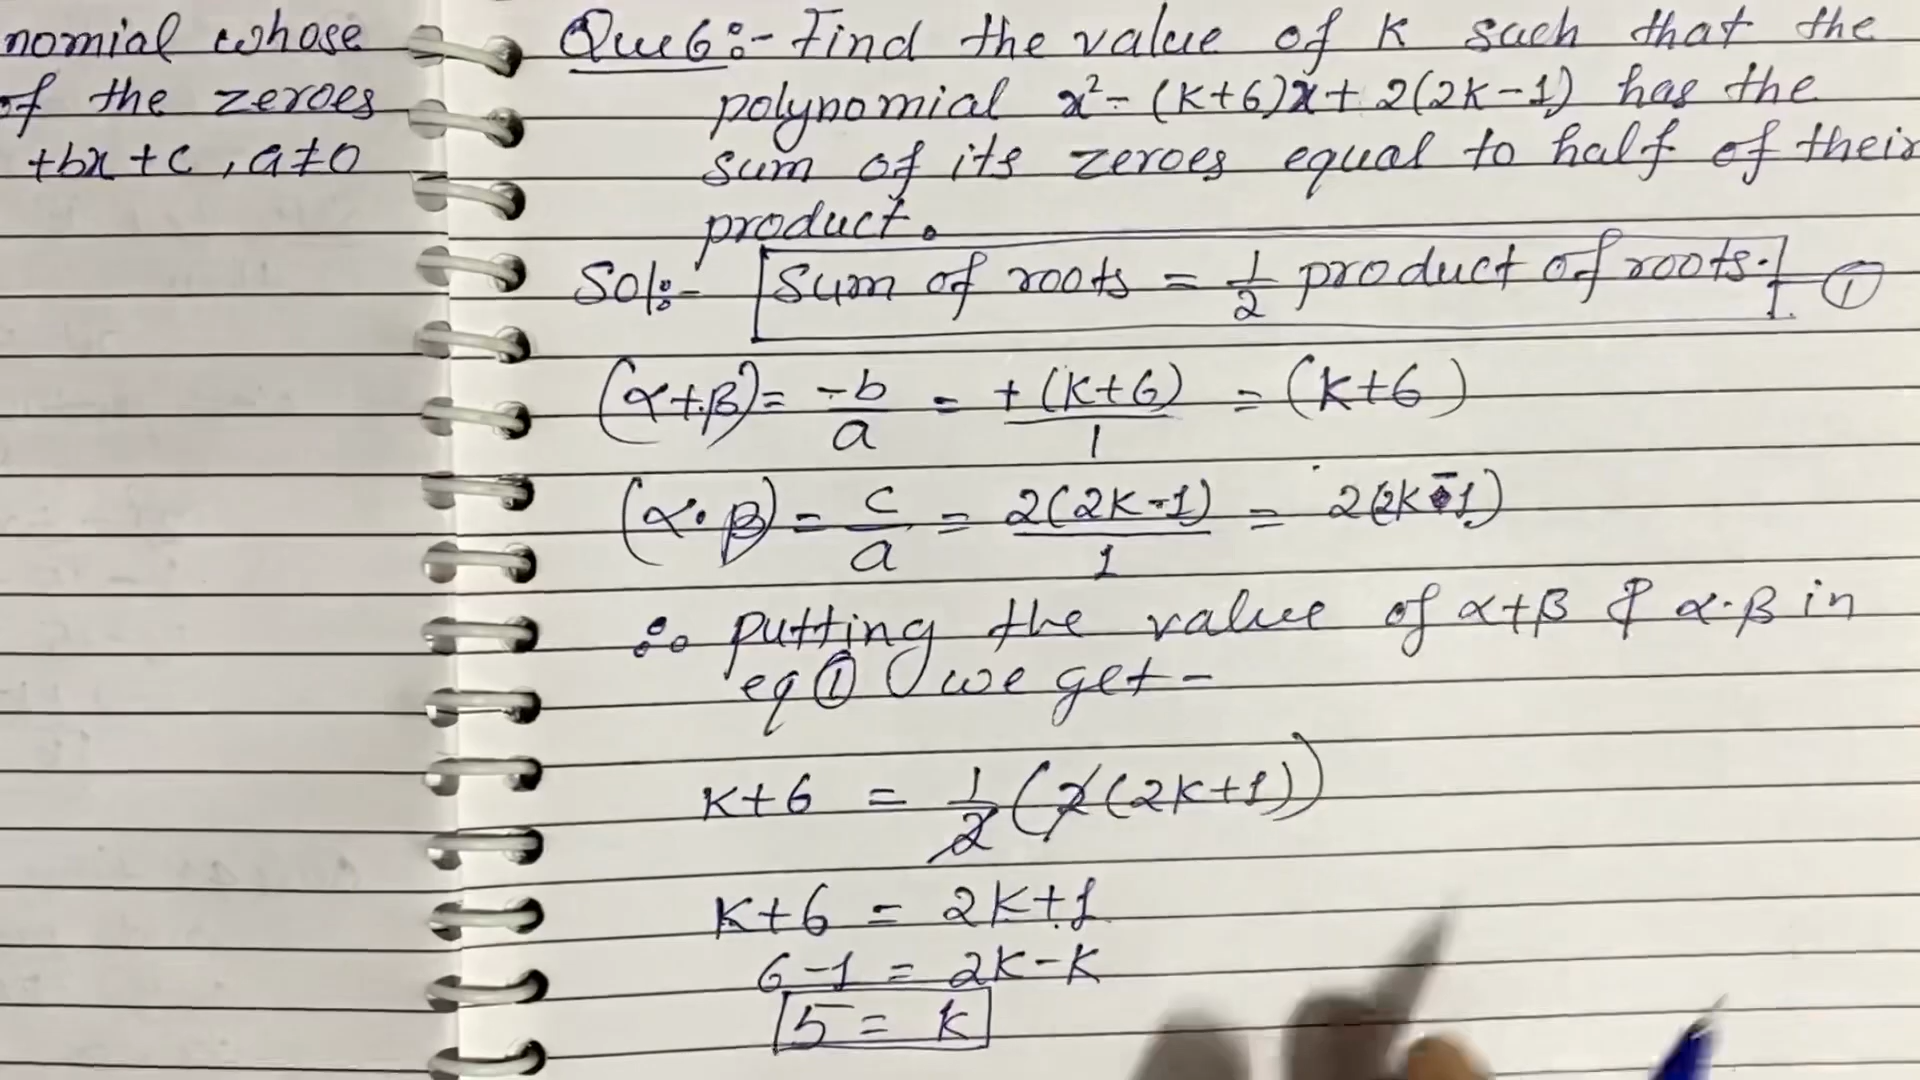 nomial whose
of the zeroes
+bx+c, a≠0
Que6:- Find the value of k such that the
polynomial x²-(k+6)x+2(2k-1) has the
sum of its zeroes equal to half of their
product.
Sol:- Sum of roots = 1/2 product of roots. ①
(α+β)= -b/a = +(k+6)/1 = (k+6)
(α·β)= c/a = 2(2k-1)/1 = 2(2k-1)
∴ putting the value of α+β & α·β in
eq ① we get-
k+6 = 1/2 (2(2k+1))
k+6 = 2k+1
6-1 = 2k-k
5 = k